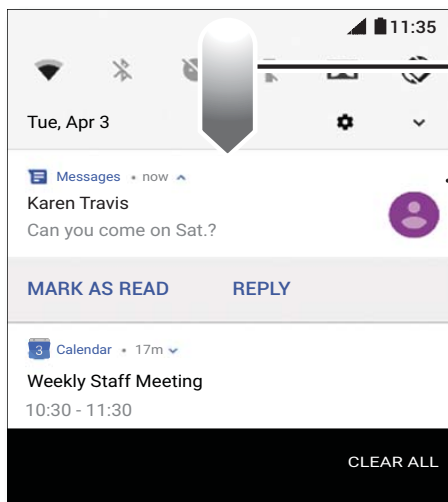 11:35
Tue, Apr 3
Messages • now
Karen Travis
Can you come on Sat.?
MARK AS READ REPLY
3 Calendar • 17m
Weekly Staff Meeting
10:30 - 11:30
CLEAR ALL